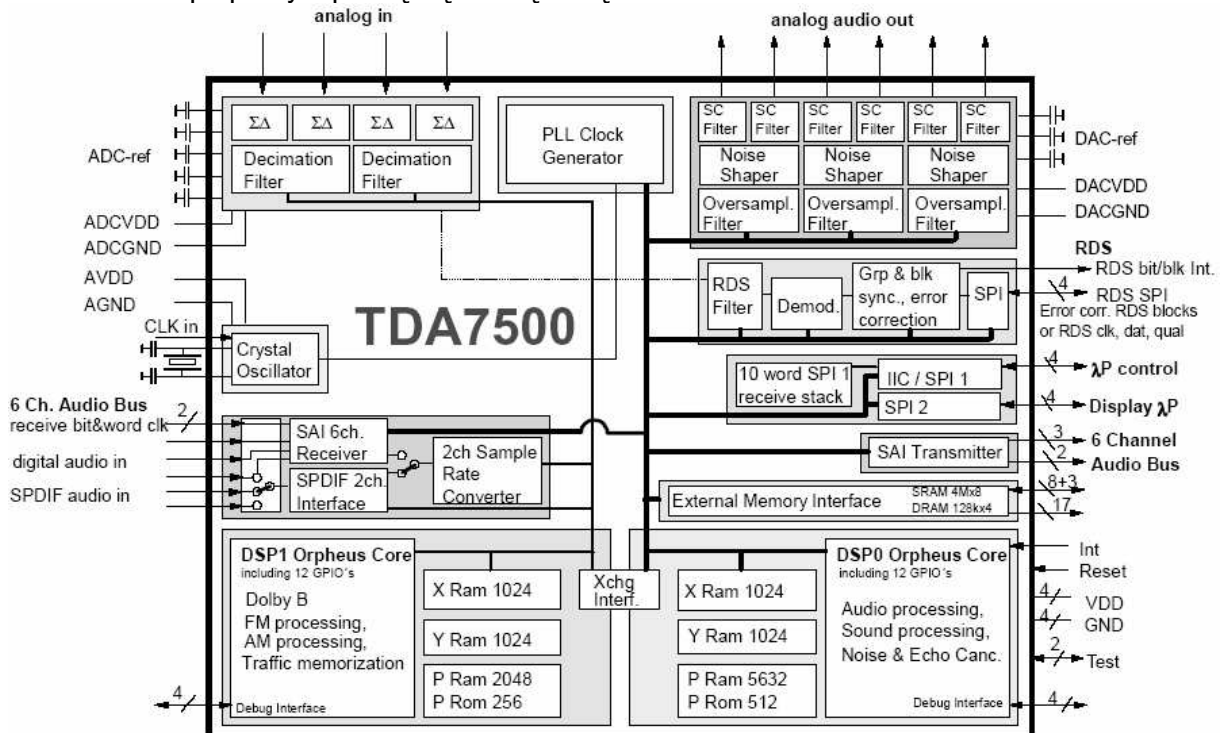 analog in
analog audio out
ΣΔ
ΣΔ
ΣΔ
ΣΔ
Decimation
Filter
Decimation
Filter
ADC-ref
ADCVDD
ADCGND
AVDD
AGND
CLK in
Crystal
Oscillator
PLL Clock
Generator
SC
Filter
SC
Filter
SC
Filter
SC
Filter
SC
Filter
SC
Filter
Noise
Shaper
Noise
Shaper
Noise
Shaper
Oversampl.
Filter
Oversampl.
Filter
Oversampl.
Filter
DAC-ref
DACVDD
DACGND
TDA7500
RDS
Filter
Demod.
Grp & blk
sync., error
correction
SPI
RDS
RDS bit/blk Int.
4
RDS SPI
Error corr. RDS blocks
or RDS clk, dat, qual
10 word SPI 1
receive stack
IIC / SPI 1
SPI 2
4
λP control
4
Display λP
6 Ch. Audio Bus
receive bit&word clk
2
digital audio in
SPDIF audio in
SAI 6ch.
Receiver
SPDIF 2ch.
Interface
2ch Sample
Rate
Converter
SAI Transmitter
3
6 Channel
2
Audio Bus
External Memory Interface
SRAM 4Mx8
DRAM 128kx4
8+3
17
DSP1 Orpheus Core
including 12 GPIO´s
Dolby B
FM processing,
AM processing,
Traffic memorization
Debug Interface
4
X Ram 1024
Y Ram 1024
P Ram 2048
P Rom 256
Xchg
Interf.
X Ram 1024
Y Ram 1024
P Ram 5632
P Rom 512
DSP0 Orpheus Core
including 12 GPIO´s
Audio processing,
Sound processing,
Noise & Echo Canc.
Debug Interface
Int
Reset
4
VDD
4
GND
2
Test
4